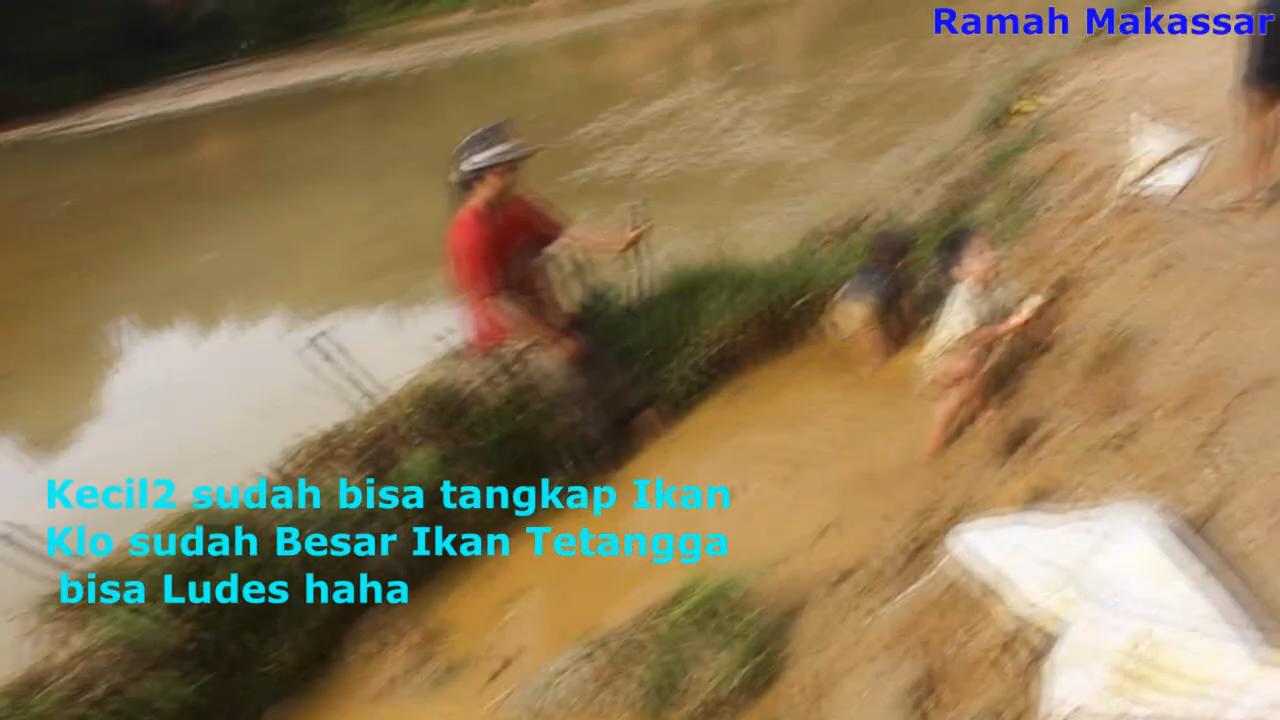 Ramah Makassar
Kecil2 sudah bisa tangkap Ikan
Klo sudah Besar Ikan Tetangga
bisa Ludes haha